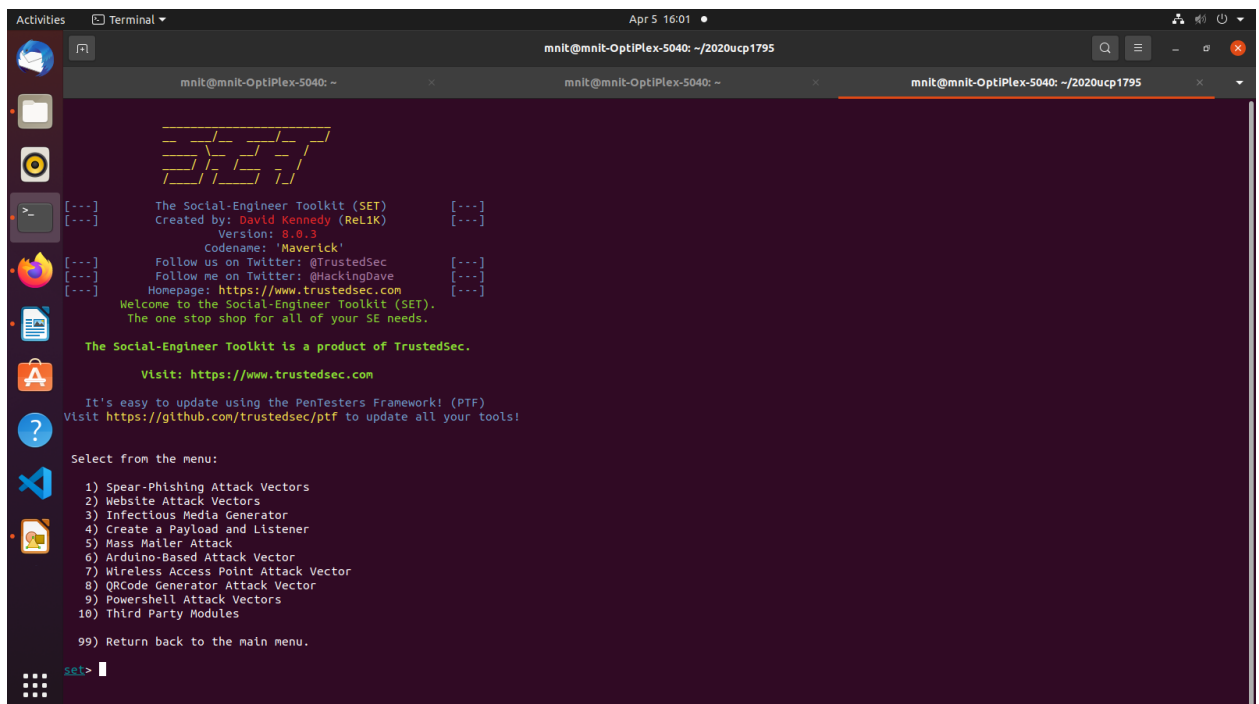 Activities Terminal Apr 5 16:01
mnit@mnit-OptiPlex-5040: ~/2020ucp1795
mnit@mnit-OptiPlex-5040: ~ mnit@mnit-OptiPlex-5040: ~ mnit@mnit-OptiPlex-5040: ~/2020ucp1795
SET
[---] The Social-Engineer Toolkit (SET) [---]
[---] Created by: David Kennedy (ReL1K) [---]
Version: 8.0.3
Codename: 'Maverick'
[---] Follow us on Twitter: @TrustedSec [---]
[---] Follow me on Twitter: @HackingDave [---]
[---] Homepage: https://www.trustedsec.com [---]
Welcome to the Social-Engineer Toolkit (SET).
The one stop shop for all of your SE needs.
The Social-Engineer Toolkit is a product of TrustedSec.
Visit: https://www.trustedsec.com
It's easy to update using the PenTesters Framework! (PTF)
Visit https://github.com/trustedsec/ptf to update all your tools!
Select from the menu:
1) Spear-Phishing Attack Vectors
2) Website Attack Vectors
3) Infectious Media Generator
4) Create a Payload and Listener
5) Mass Mailer Attack
6) Arduino-Based Attack Vector
7) Wireless Access Point Attack Vector
8) QRCode Generator Attack Vector
9) Powershell Attack Vectors
10) Third Party Modules
99) Return back to the main menu.
set>